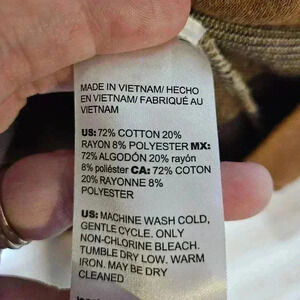 MADE IN VIETNAM/ HECHO
EN VIETNAM/ FABRIQUÉ AU
VIETNAM
US: 72% COTTON 20%
RAYON 8% POLYESTER MX:
72% ALGODÓN 20% rayón
8% poliéster CA: 72% COTON
20% RAYONNE 8%
POLYESTER
US: MACHINE WASH COLD,
GENTLE CYCLE. ONLY
NON-CHLORINE BLEACH.
TUMBLE DRY LOW. WARM
IRON. MAY BE DRY
CLEANED